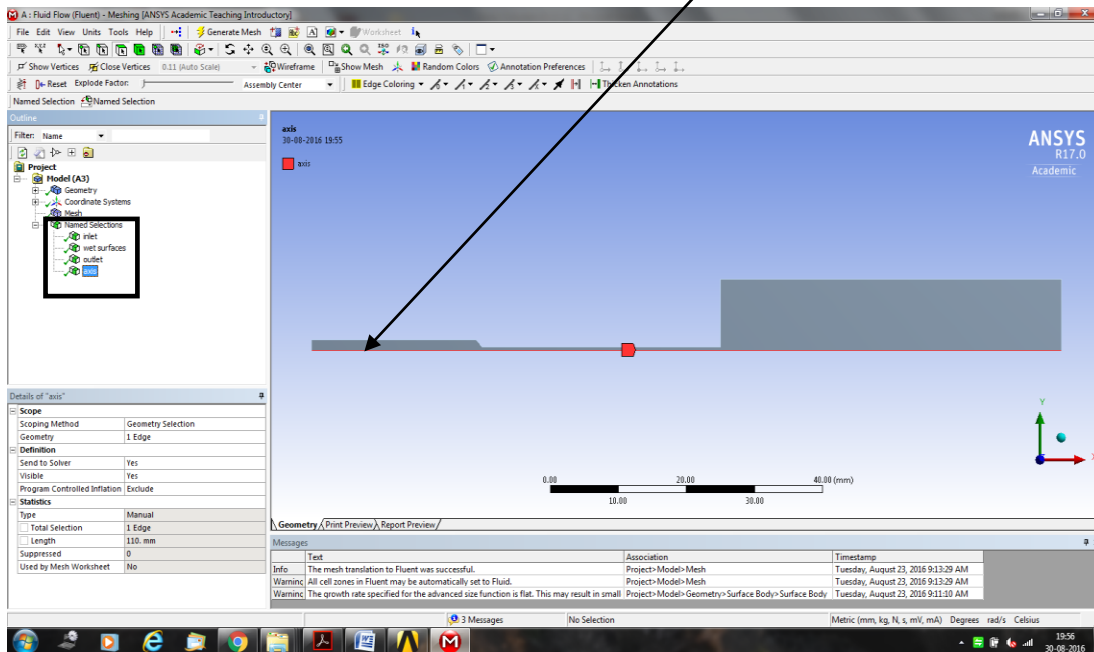 A : Fluid Flow (Fluent) - Meshing [ANSYS Academic Teaching Introductory]
File Edit View Units Tools Help Generate Mesh Worksheet
Show Vertices Close Vertices 0.11 (Auto Scale) Wireframe Show Mesh Random Colors Annotation Preferences
Reset Explode Factor: Assembly Center Edge Coloring Thicken Annotations
Named Selection Named Selection
Outline
Filter: Name
Project
Model (A3)
Geometry
Coordinate Systems
Mesh
Named Selections
inlet
wet surfaces
outlet
axis
axis
30-08-2016 19:55
axis
ANSYS
R17.0
Academic
Y
X
0.00 20.00 40.00 (mm)
10.00 30.00
Geometry Print Preview Report Preview
Details of "axis"
Scope
Scoping Method Geometry Selection
Geometry 1 Edge
Definition
Send to Solver Yes
Visible Yes
Program Controlled Inflation Exclude
Statistics
Type Manual
Total Selection 1 Edge
Length 110. mm
Suppressed 0
Used by Mesh Worksheet No
Messages
Text Association Timestamp
Info The mesh translation to Fluent was successful. Project>Model>Mesh Tuesday, August 23, 2016 9:13:29 AM
Warning All cell zones in Fluent may be automatically set to Fluid. Project>Model>Mesh Tuesday, August 23, 2016 9:13:29 AM
Warning The growth rate specified for the advanced size function is flat. This may result in small Project>Model>Geometry>Surface Body>Surface Body Tuesday, August 23, 2016 9:11:10 AM
3 Messages No Selection Metric (mm, kg, N, s, mV, mA) Degrees rad/s Celsius
19:56
30-08-2016